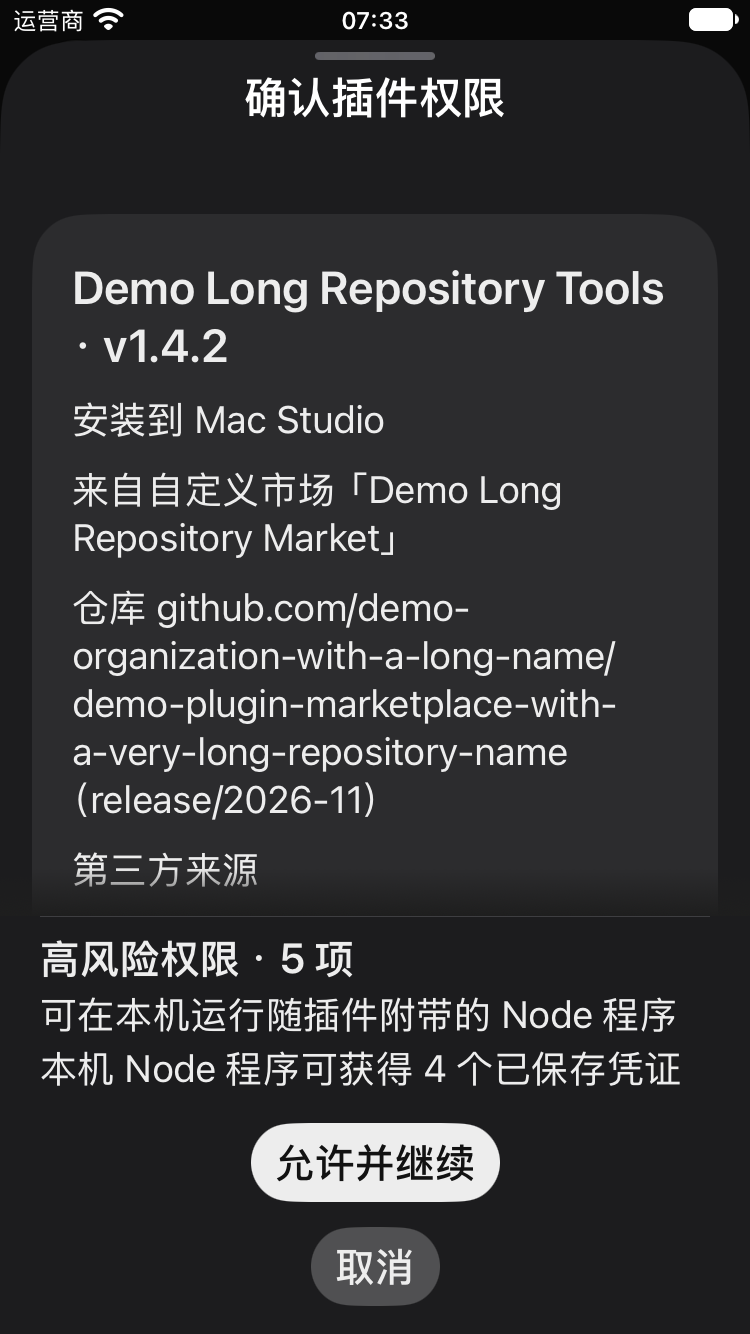 运营商
07:33
确认插件权限
Demo Long Repository Tools
· v1.4.2
安装到 Mac Studio
来自自定义市场「Demo Long
Repository Market」
仓库 github.com/demo-
organization-with-a-long-name/
demo-plugin-marketplace-with-
a-very-long-repository-name
（release/2026-11）
第三方来源
高风险权限 · 5 项
可在本机运行随插件附带的 Node 程序
本机 Node 程序可获得 4 个已保存凭证
允许并继续
取消